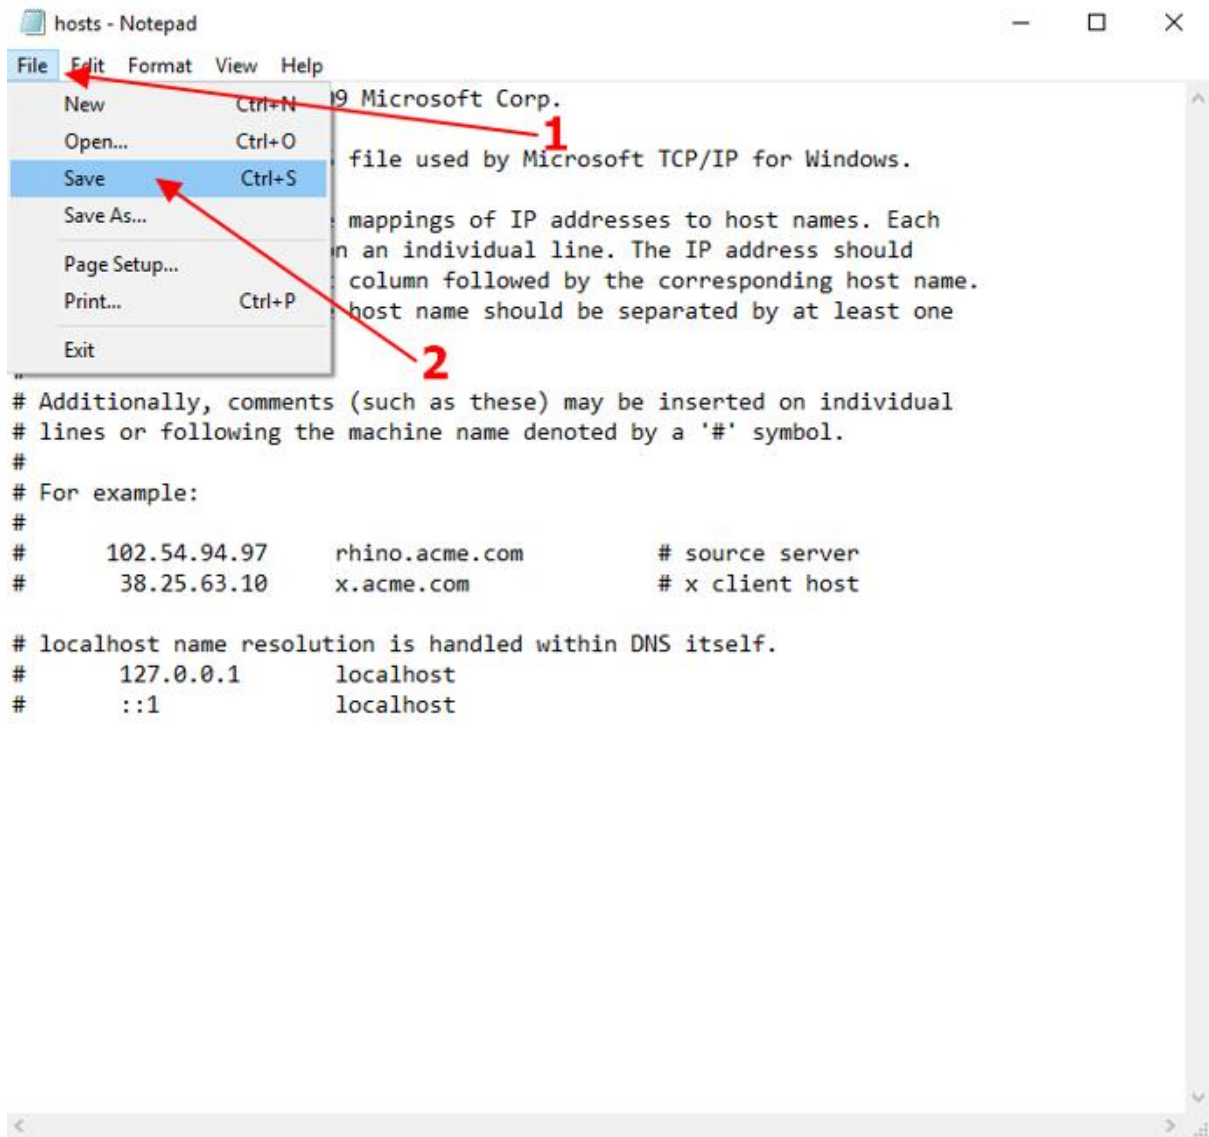 hosts - Notepad
File Edit Format View Help
New Ctrl+N
Open... Ctrl+O
Save Ctrl+S
Save As...
Page Setup...
Print... Ctrl+P
Exit
1
2
9 Microsoft Corp.
file used by Microsoft TCP/IP for Windows.
mappings of IP addresses to host names. Each
n an individual line. The IP address should
column followed by the corresponding host name.
host name should be separated by at least one
#
# Additionally, comments (such as these) may be inserted on individual
# lines or following the machine name denoted by a '#' symbol.
#
# For example:
#
# 102.54.94.97 rhino.acme.com # source server
# 38.25.63.10 x.acme.com # x client host
# localhost name resolution is handled within DNS itself.
# 127.0.0.1 localhost
# ::1 localhost